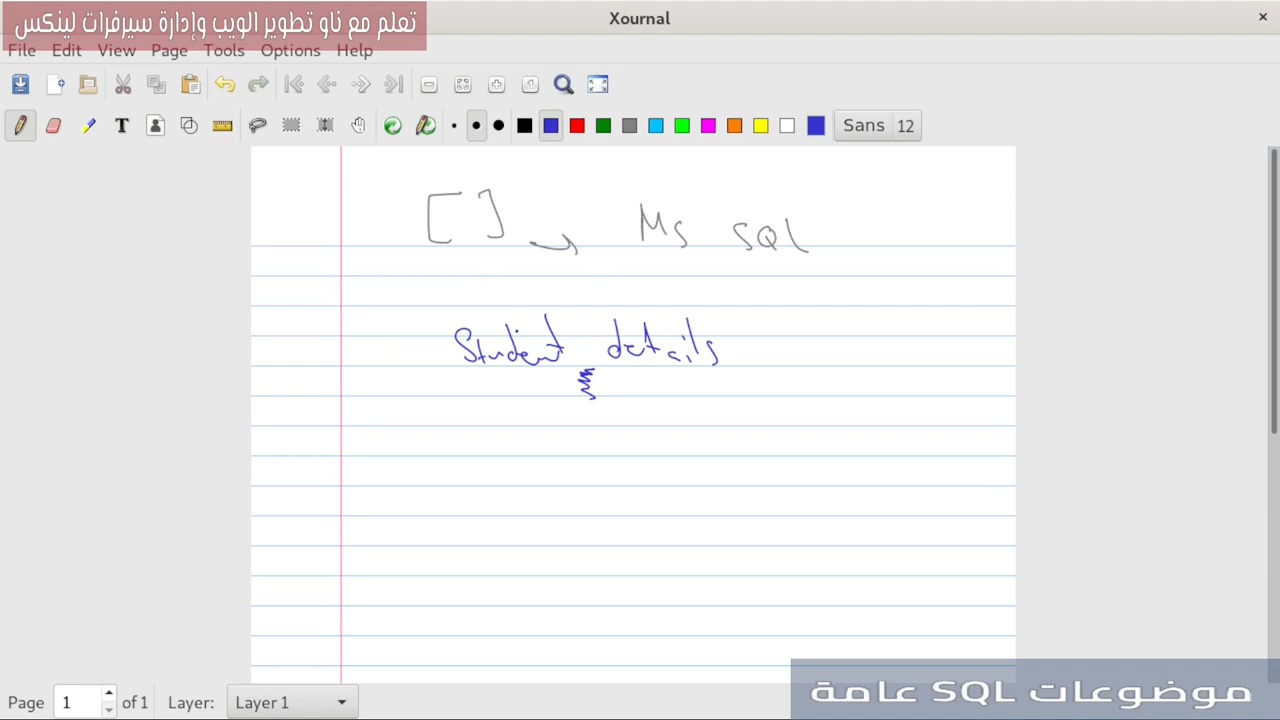 تعلم مع ناو تطوير الويب وإدارة سيرفرات لينكس
Xournal
File Edit View Page Tools Options Help
Sans 12
[ ] Ms SQL
Student details
Page 1 of 1 Layer: Layer 1
موضوعات SQL عامة